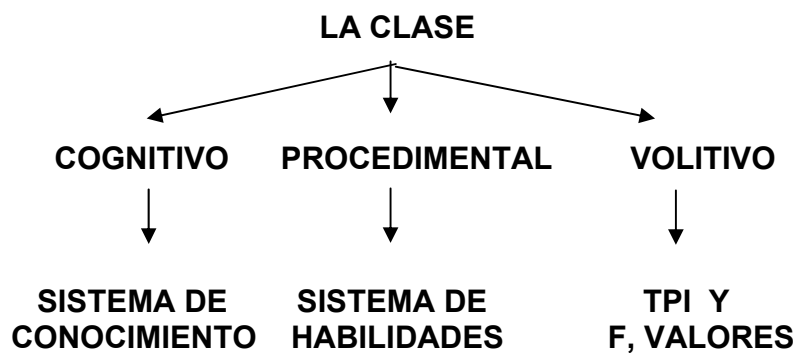 LA CLASE
COGNITIVO PROCEDIMENTAL VOLITIVO
SISTEMA DE SISTEMA DE TPI Y
CONOCIMIENTO HABILIDADES F, VALORES